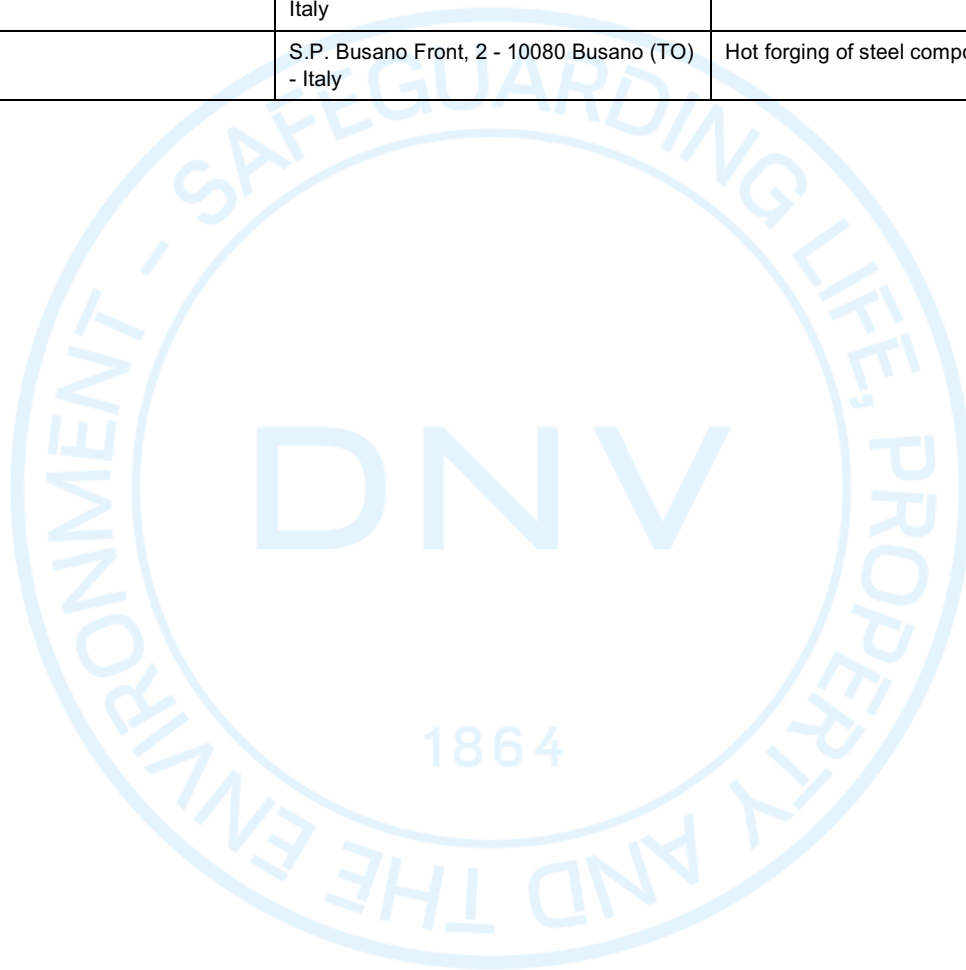 Italy
S.P. Busano Front, 2 - 10080 Busano (TO)
- Italy
Hot forging of steel
SAFEGUARDING LIFE, PROPERTY AND THE ENVIRONMENT -
DNV
1864